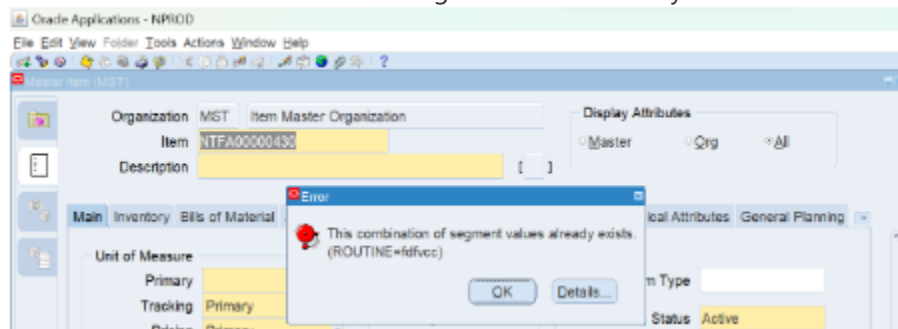 Oracle Applications - NPROD
File Edit View Folder Tools Actions Window Help
Master Item (MST)
Organization MST Item Master Organization
Display Attributes
Item NTFA00000430
Master Org All
Description [ ]
Error
This combination of segment values already exists.
(ROUTINE=fdfvcc)
OK Details...
Main Inventory Bills of Material
ical Attributes General Planning
Unit of Measure
Primary
m Type
Tracking Primary
Status Active
Primary